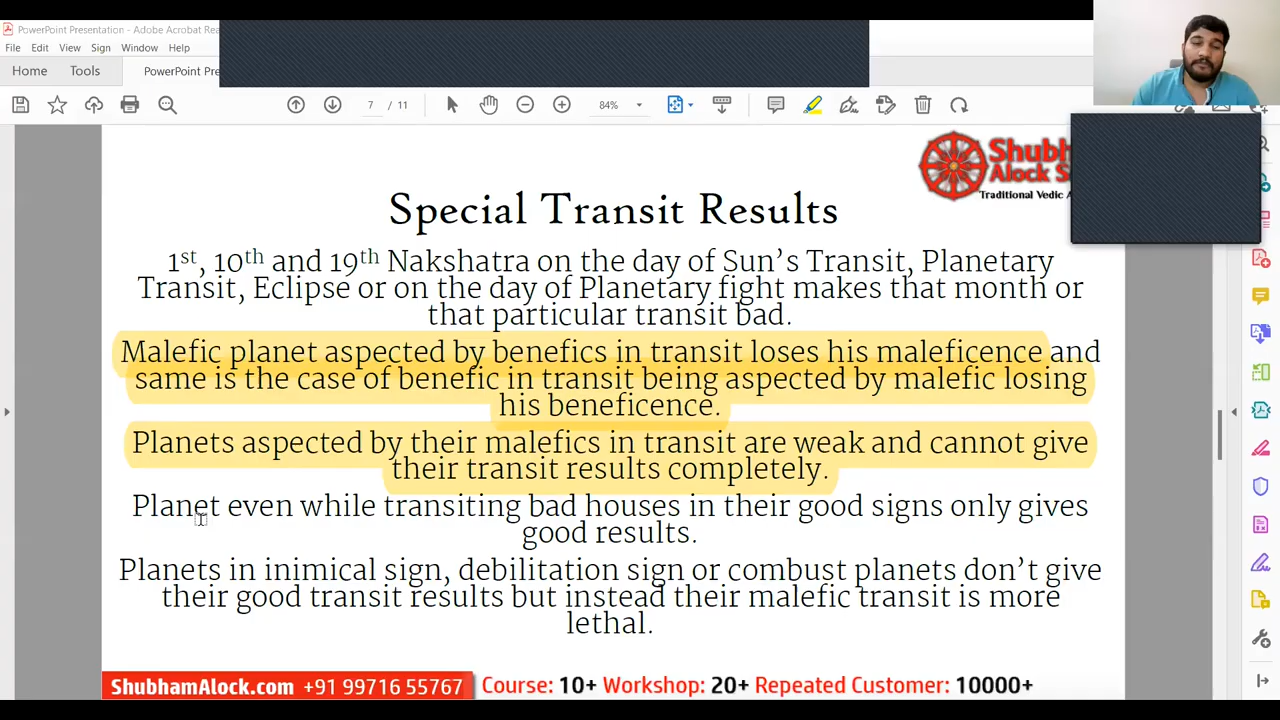 PowerPoint Presentation - Adobe Acrobat Rea
File Edit View Sign Window Help
Home Tools PowerPoint Pre
7 / 11 84%
Shubh
Alock S
Traditional Vedic A
Special Transit Results
1st, 10th and 19th Nakshatra on the day of Sun's Transit, Planetary
Transit, Eclipse or on the day of Planetary fight makes that month or
that particular transit bad.
Malefic planet aspected by benefics in transit loses his maleficence and
same is the case of benefic in transit being aspected by malefic losing
his beneficence.
Planets aspected by their malefics in transit are weak and cannot give
their transit results completely.
Planet even while transiting bad houses in their good signs only gives
good results.
Planets in inimical sign, debilitation sign or combust planets don't give
their good transit results but instead their malefic transit is more
lethal.
ShubhamAlock.com +91 99716 55767 Course: 10+ Workshop: 20+ Repeated Customer: 10000+